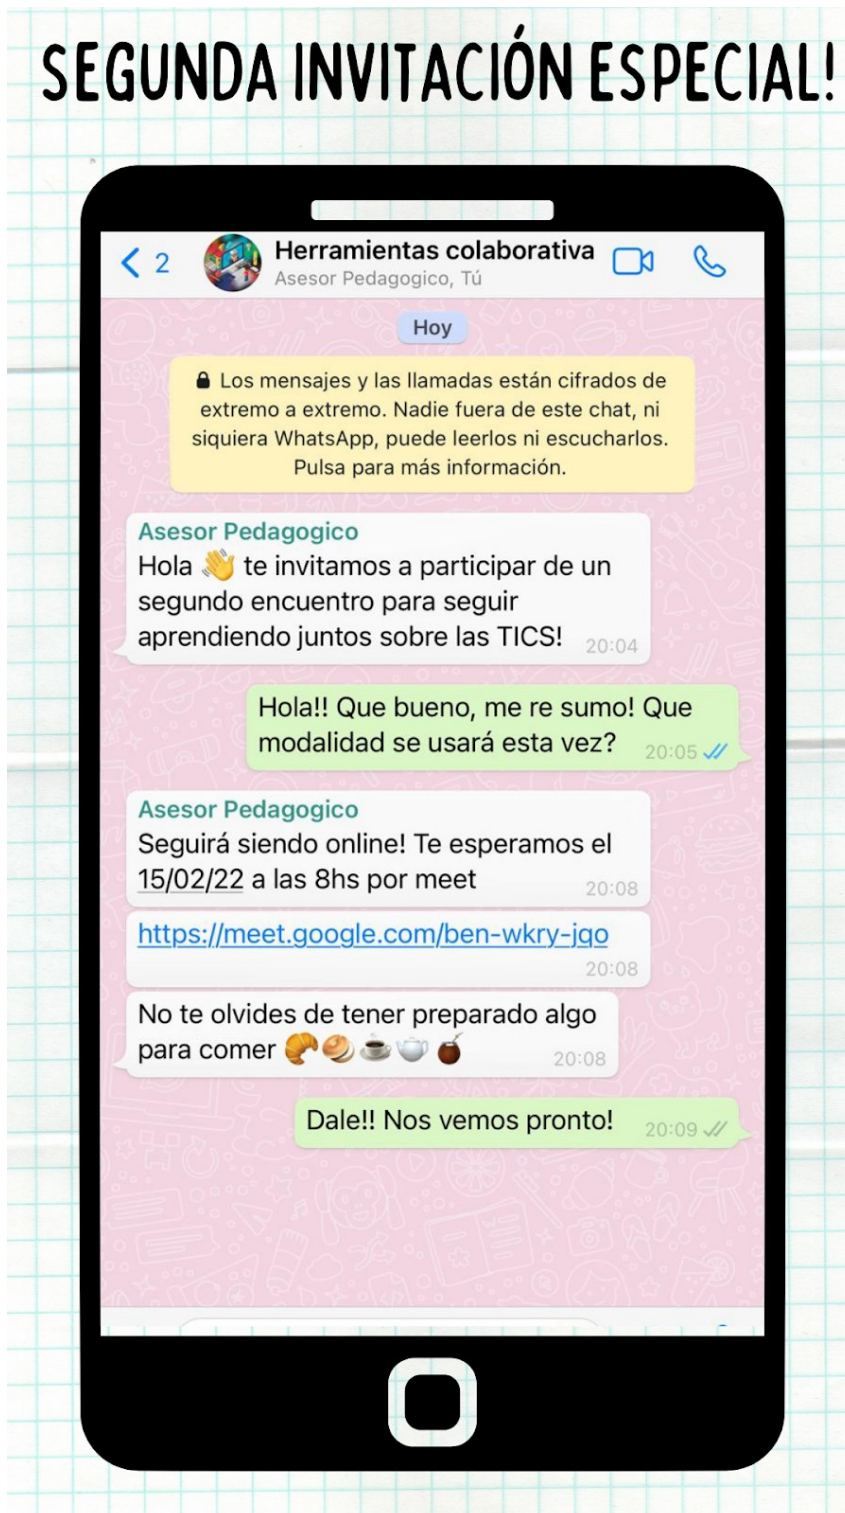 SEGUNDA INVITACIÓN ESPECIAL!
2
Herramientas colaborativa
Asesor Pedagogico, Tú
Hoy
Los mensajes y las llamadas están cifrados de
extremo a extremo. Nadie fuera de este chat, ni
siquiera WhatsApp, puede leerlos ni escucharlos.
Pulsa para más información.
Asesor Pedagogico
Hola 👋 te invitamos a participar de un
segundo encuentro para seguir
aprendiendo juntos sobre las TICS! 20:04
Hola!! Que bueno, me re sumo! Que
modalidad se usará esta vez? 20:05
Asesor Pedagogico
Seguirá siendo online! Te esperamos el
15/02/22 a las 8hs por meet 20:08
https://meet.google.com/ben-wkry-jqo
20:08
No te olvides de tener preparado algo
para comer 🥐🥯☕🫖🧉 20:08
Dale!! Nos vemos pronto! 20:09